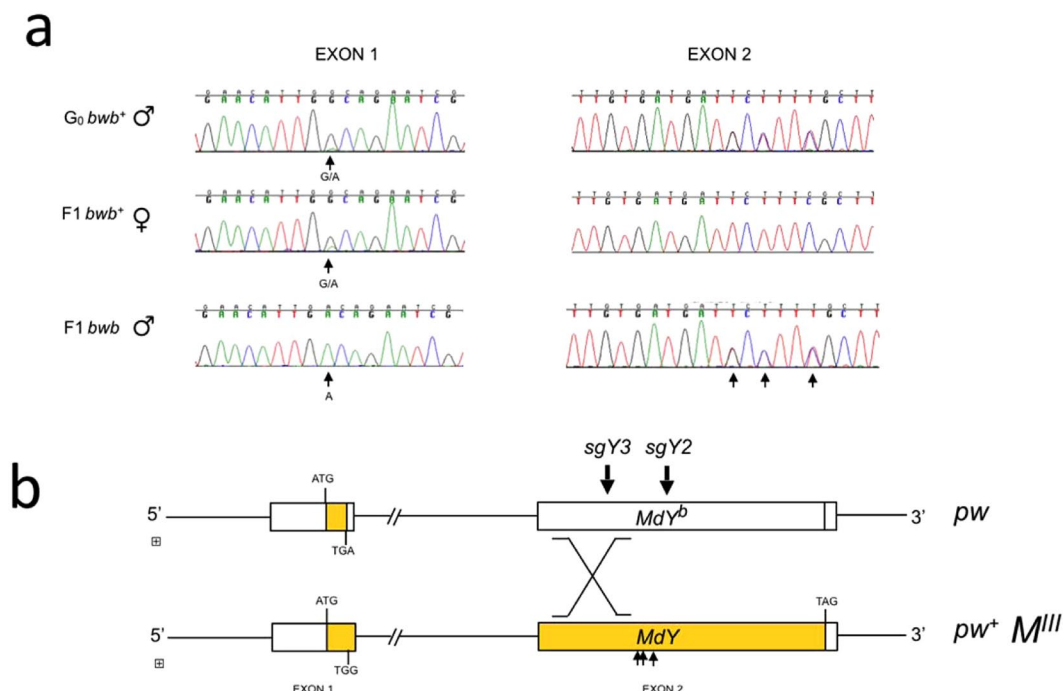 a
EXON 1 EXON 2
G₀ bwb⁺ ♂
G A A C A T T G G C A G A A T C G
G A A C A T T G G C A G A A T C G
T T G T G A T G A T T C T T T T G C T T
T T G T G A T G A T T C T T T T G C T T
G/A
F1 bwb⁺ ♀
G A A C A T T G G C A G A A T C G
G A A C A T T G G C A G A A T C G
T T G T G A T G A T T C T T T C G C T T
T T G T G A T G A T T C T T T C G C T T
G/A
F1 bwb ♂
G A A C A T T G A C A G A A T C G
G A A C A T T G A C A G A A T C G
T T G T G A T G A T T C T T T T G C T T
T T G T G A T G A T T C T T T T G C T T
A
b
sgY3 sgY2
ATG
5' MdYᵇ 3' pw
TGA
ATG TAG
5' MdY 3' pw⁺ Mᴵᴵᴵ
TGG
EXON 1 EXON 2